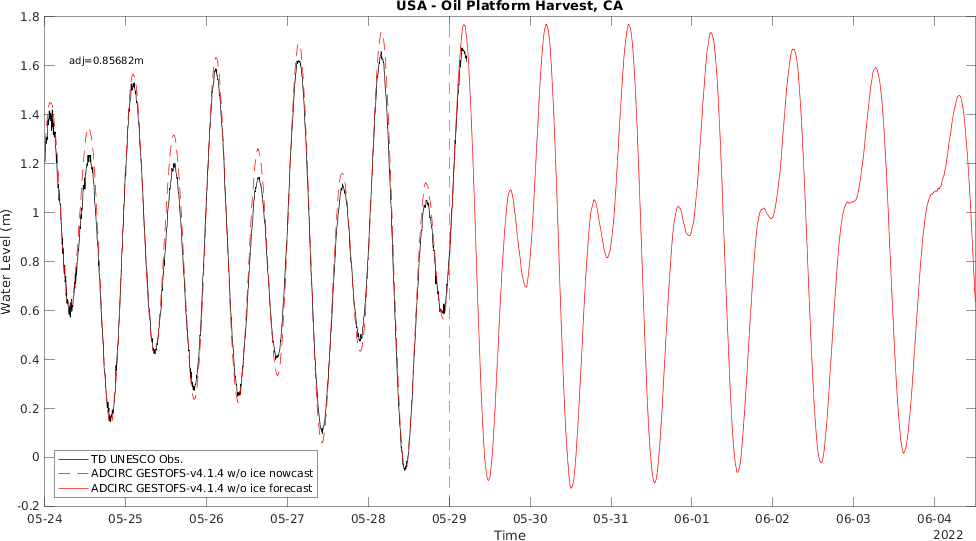 USA - Oil Platform Harvest, CA
adj=0.85682m
Water Level (m)
1.8
1.6
1.4
1.2
1
0.8
0.6
0.4
0.2
0
-0.2
TD UNESCO Obs.
ADCIRC GESTOFS-v4.1.4 w/o ice nowcast
ADCIRC GESTOFS-v4.1.4 w/o ice forecast
05-24 05-25 05-26 05-27 05-28 05-29 05-30 05-31 06-01 06-02 06-03 06-04
Time
2022